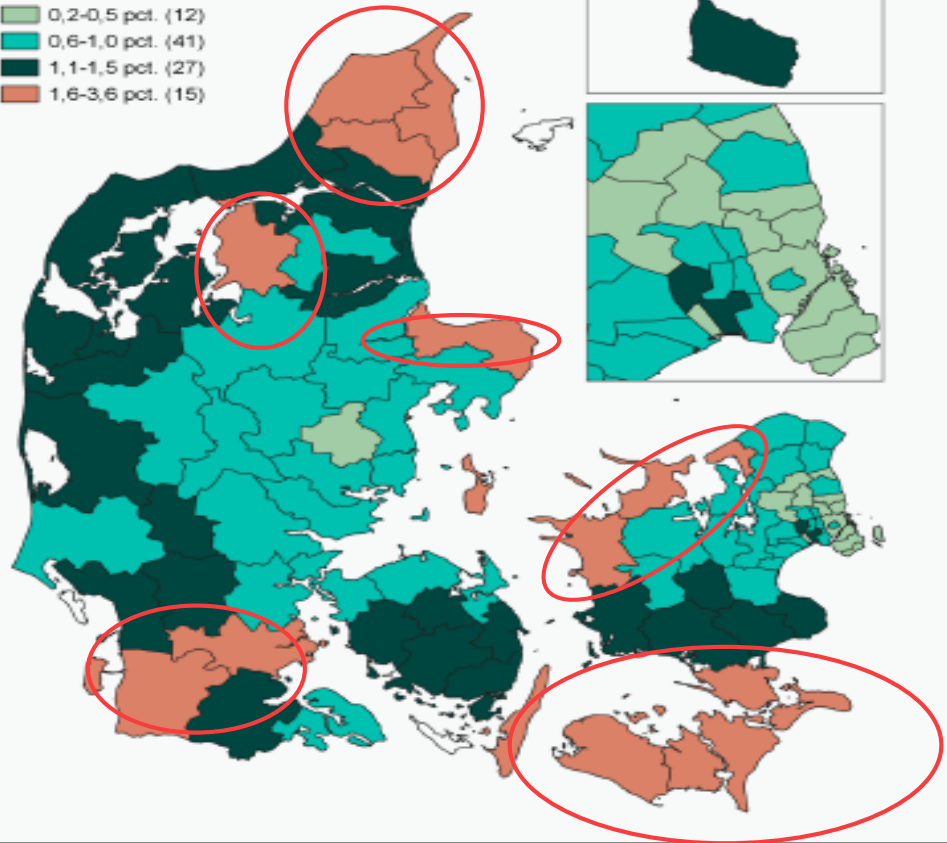 0,2-0,5 pct. (12)
0,6-1,0 pct. (41)
1,1-1,5 pct. (27)
1,6-3,6 pct. (15)